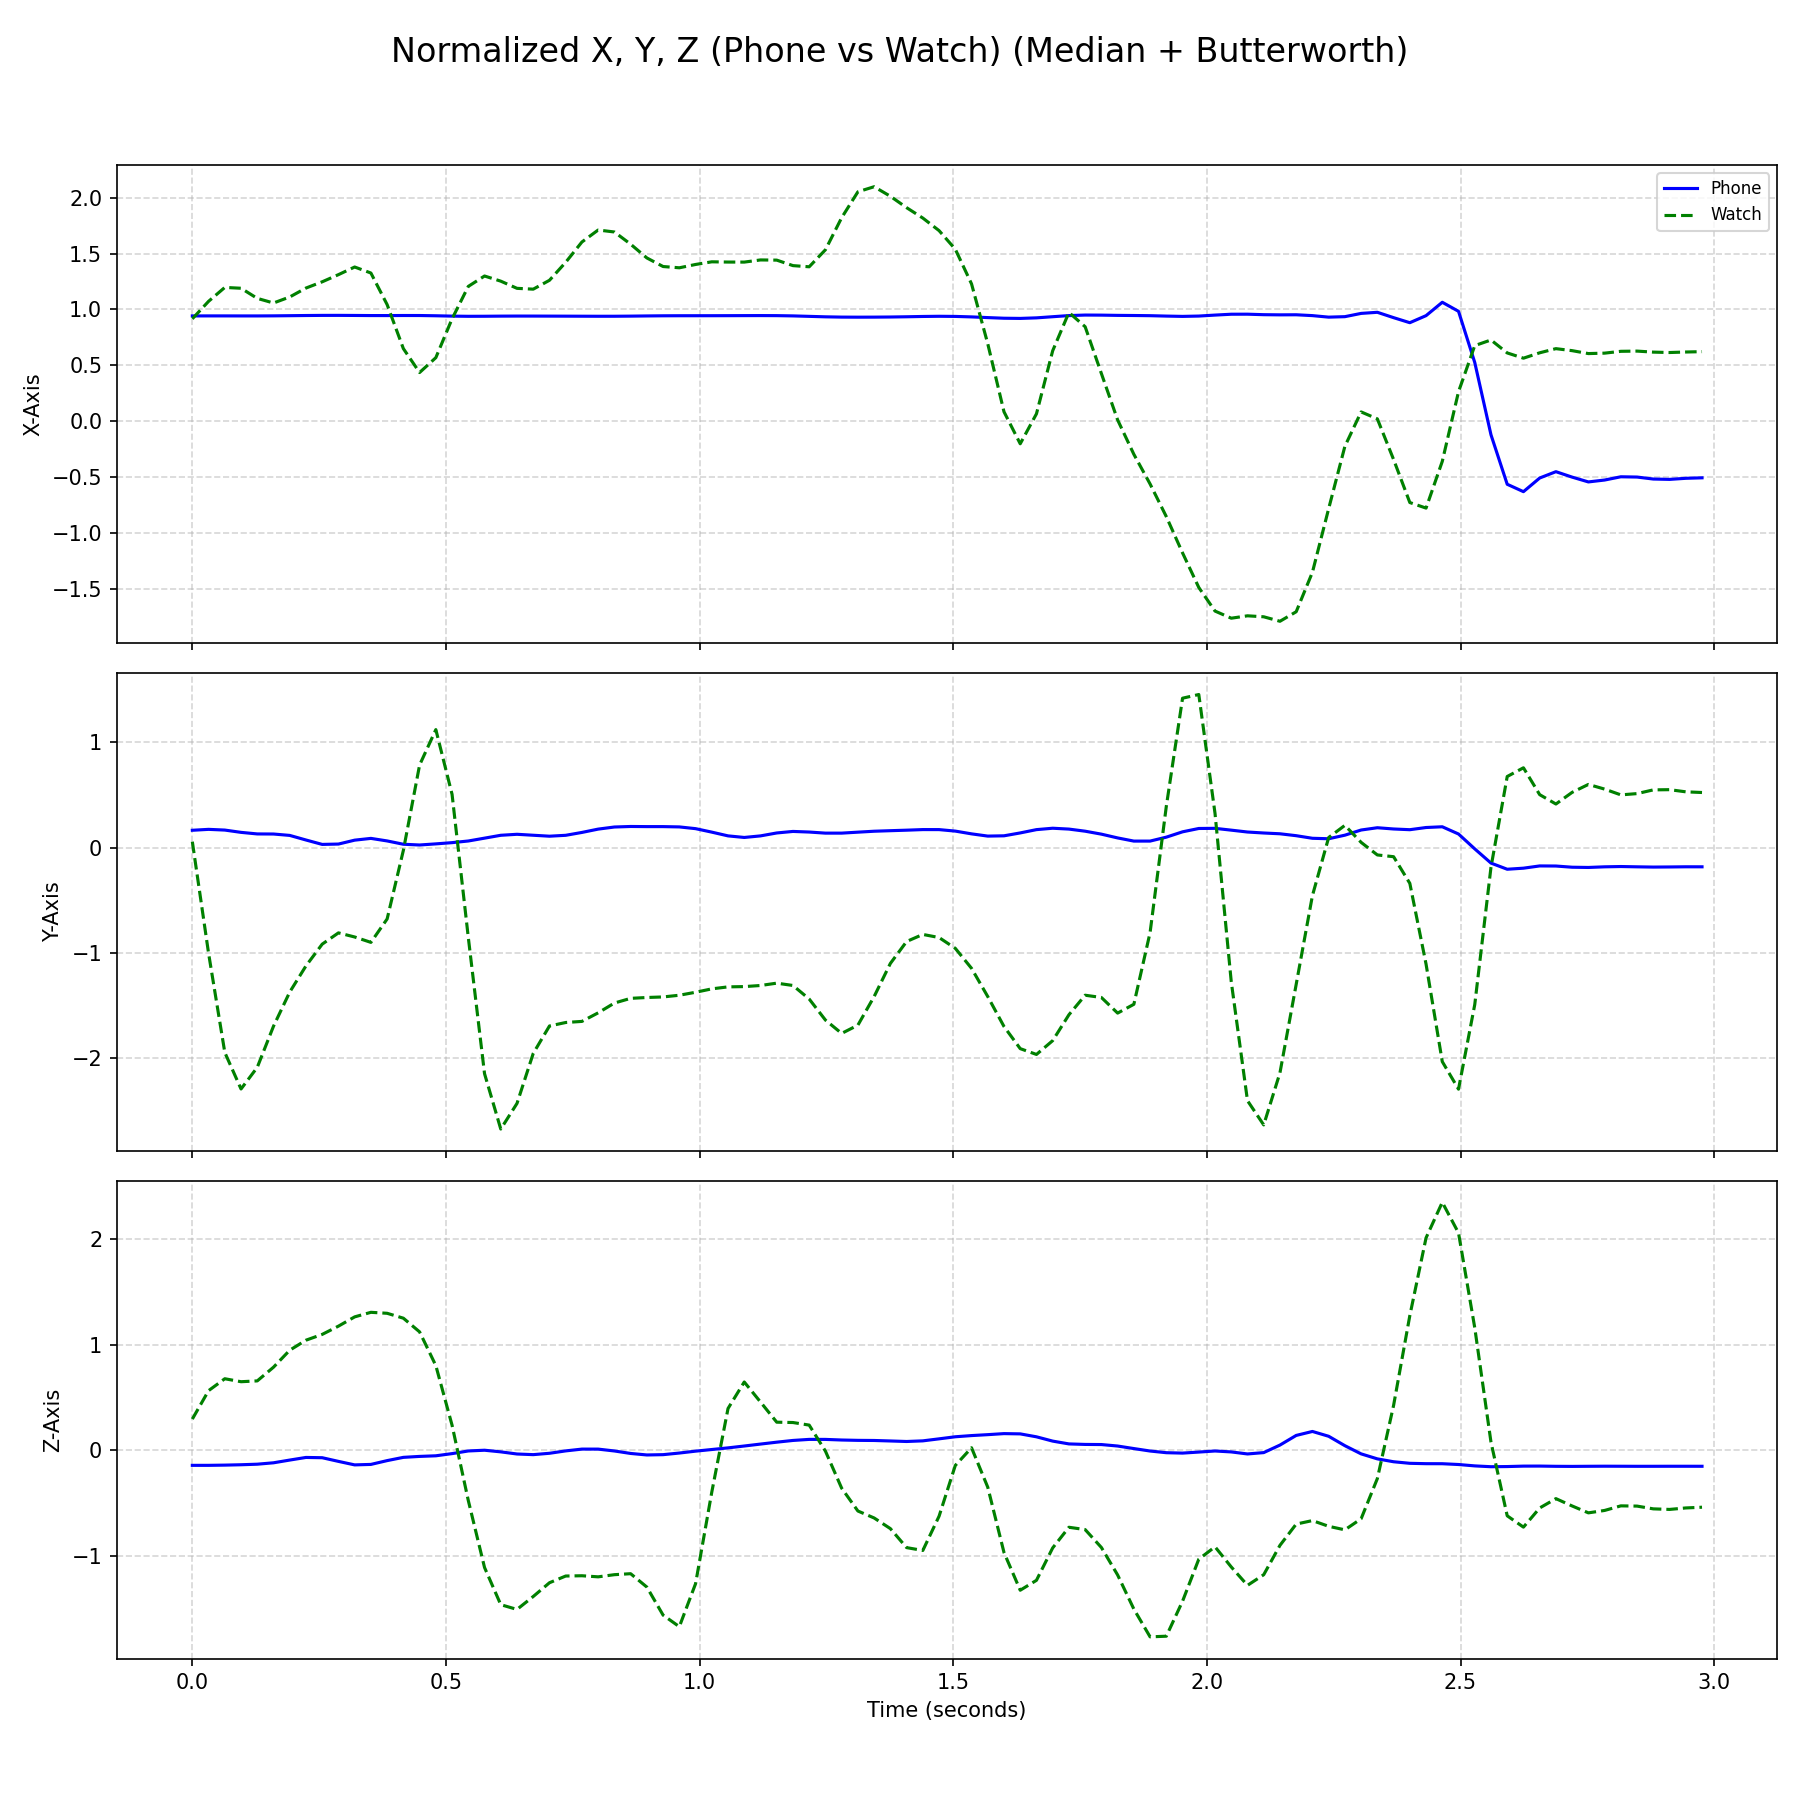 Normalized X, Y, Z (Phone vs Watch) (Median + Butterworth)
Phone
Watch
X-Axis
2.0
1.5
1.0
0.5
0.0
−0.5
−1.0
−1.5
Y-Axis
1
0
−1
−2
Z-Axis
2
1
0
−1
0.0 0.5 1.0 1.5 2.0 2.5 3.0
Time (seconds)